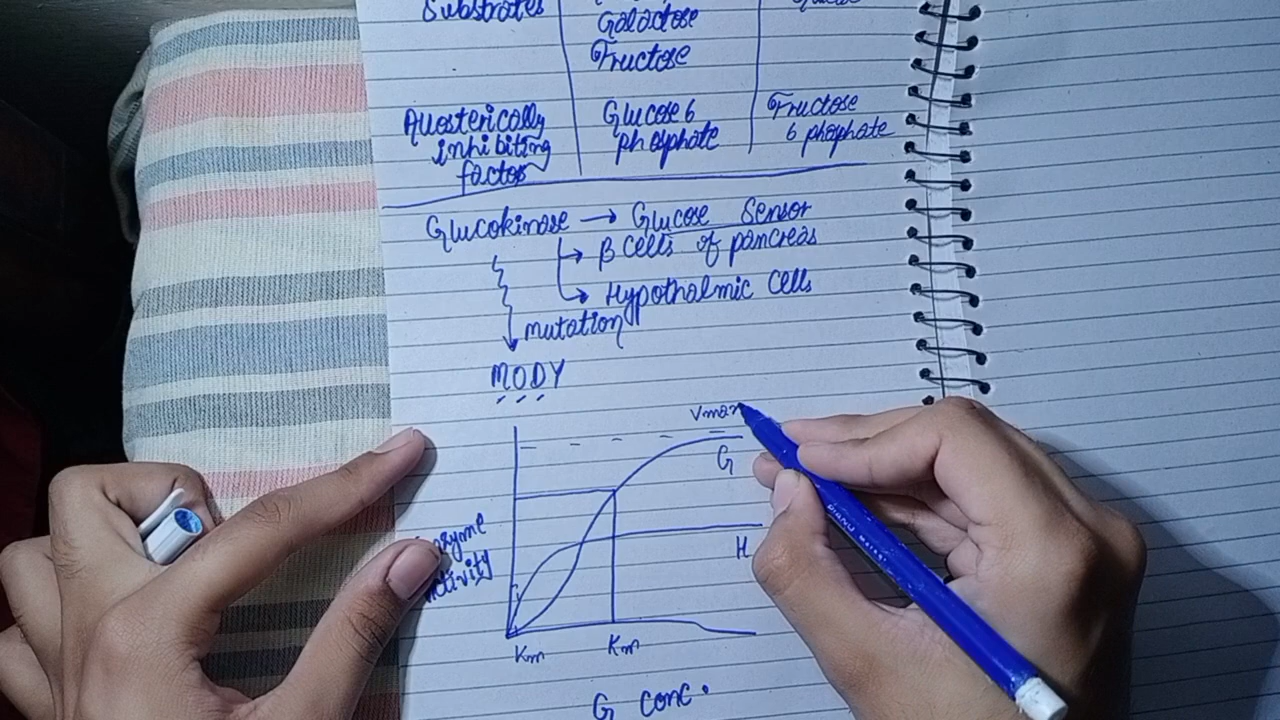 Substrates
Galactose
Fructose
Allosterically
inhibiting
factor
Glucose 6
phosphate
Fructose
6 phosphate
Glucokinase → Glucose Sensor
→ β cells of pancreas
→ Hypothalmic cells
mutation
MODY
Vmax
G
H
Km
Km
G conc.